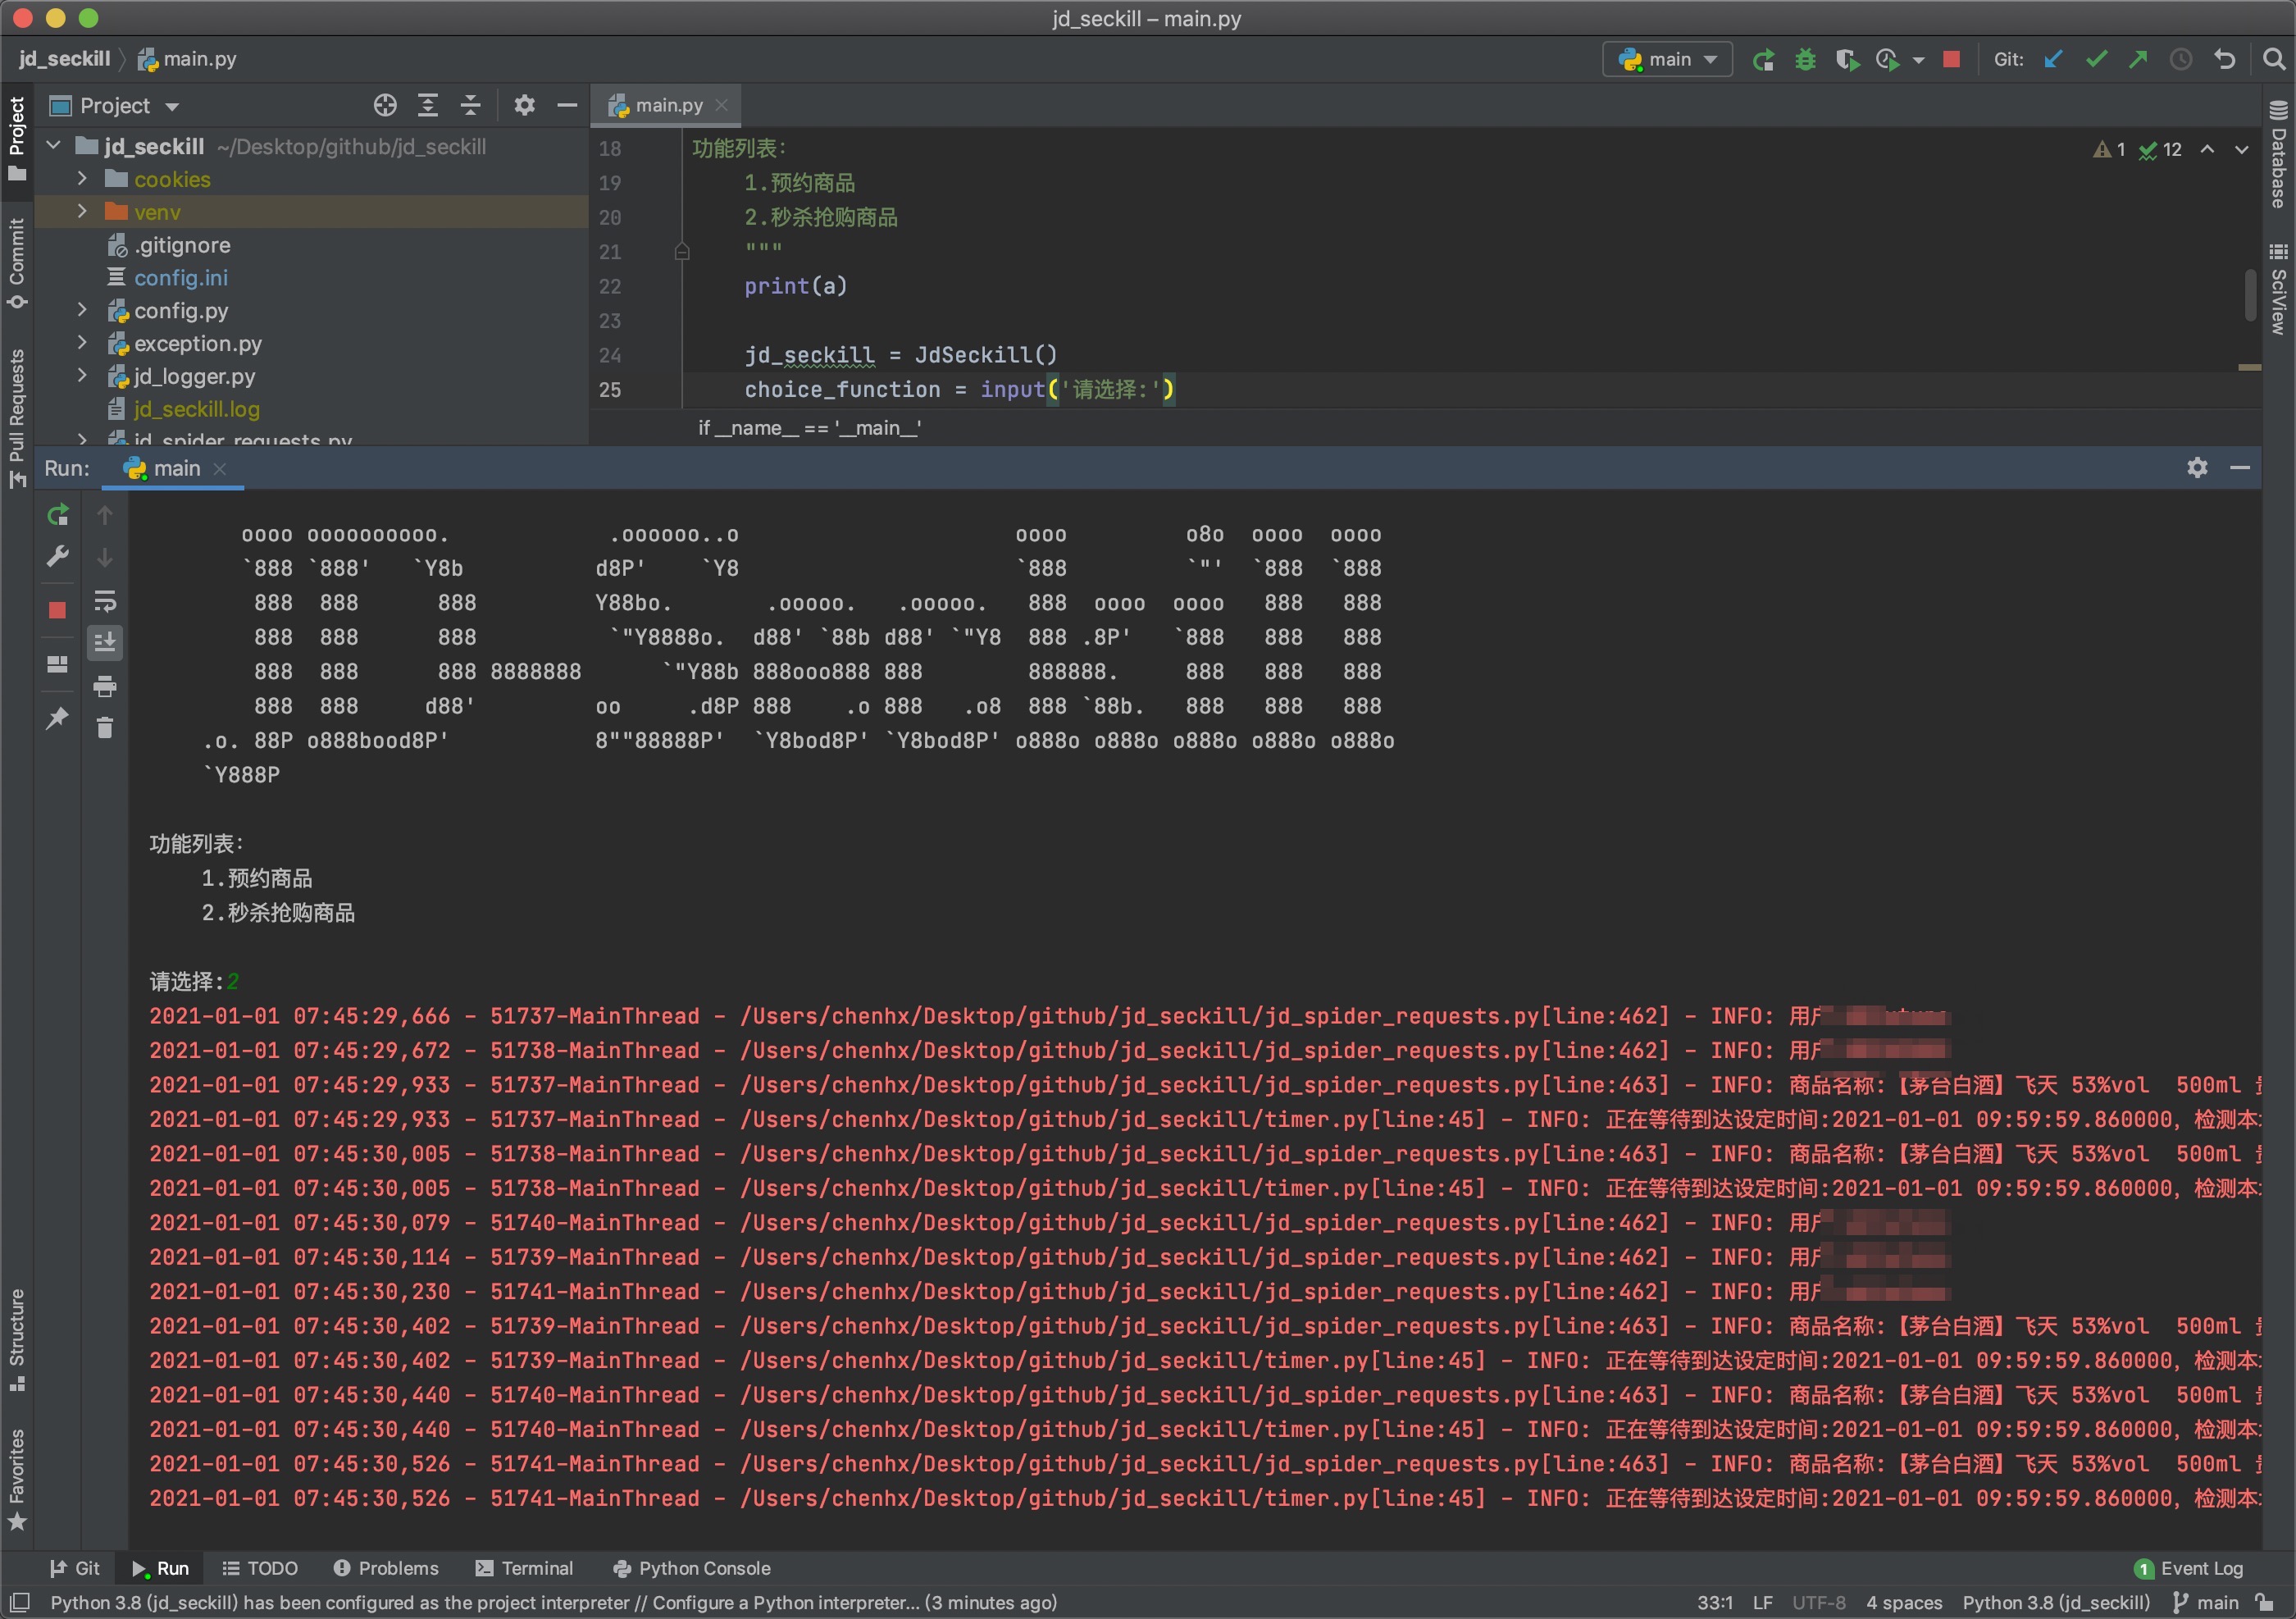 jd_seckill – main.py
jd_seckill main.py
main Git:
Project
main.py
jd_seckill ~/Desktop/github/jd_seckill
cookies
venv
.gitignore
config.ini
config.py
exception.py
jd_logger.py
jd_seckill.log
jd_spider_requests.py
18 功能列表:
19 1.预约商品
20 2.秒杀抢购商品
21 """
22 print(a)
23
24 jd_seckill = JdSeckill()
25 choice_function = input('请选择:')
1 12
if __name__ == '__main__'
Project
Commit
Pull Requests
Structure
Favorites
Database
SciView
Run: main
oooo oooooooooo.            .oooooo..o                     oooo         o8o  oooo  oooo
`888 `888'   `Y8b          d8P'    `Y8                     `888         `"'  `888  `888
888  888      888         Y88bo.       .ooooo.   .ooooo.   888  oooo  oooo   888   888
888  888      888          `"Y8888o.  d88' `88b d88' `"Y8  888 .8P'   `888   888   888
888  888      888 8888888      `"Y88b 888ooo888 888        888888.     888   888   888
888  888     d88'         oo     .d8P 888    .o 888   .o8  888 `88b.   888   888   888
.o. 88P o888bood8P'           8""88888P'  `Y8bod8P' `Y8bod8P' o888o o888o o888o o888o o888o
`Y888P
功能列表:
1.预约商品
2.秒杀抢购商品
请选择:2
2021-01-01 07:45:29,666 - 51737-MainThread - /Users/chenhx/Desktop/github/jd_seckill/jd_spider_requests.py[line:462] - INFO: 用户
2021-01-01 07:45:29,672 - 51738-MainThread - /Users/chenhx/Desktop/github/jd_seckill/jd_spider_requests.py[line:462] - INFO: 用户
2021-01-01 07:45:29,933 - 51737-MainThread - /Users/chenhx/Desktop/github/jd_seckill/jd_spider_requests.py[line:463] - INFO: 商品名称:【茅台白酒】飞天 53%vol  500ml
2021-01-01 07:45:29,933 - 51737-MainThread - /Users/chenhx/Desktop/github/jd_seckill/timer.py[line:45] - INFO: 正在等待到达设定时间:2021-01-01 09:59:59.860000，检测本
2021-01-01 07:45:30,005 - 51738-MainThread - /Users/chenhx/Desktop/github/jd_seckill/jd_spider_requests.py[line:463] - INFO: 商品名称:【茅台白酒】飞天 53%vol  500ml
2021-01-01 07:45:30,005 - 51738-MainThread - /Users/chenhx/Desktop/github/jd_seckill/timer.py[line:45] - INFO: 正在等待到达设定时间:2021-01-01 09:59:59.860000，检测本
2021-01-01 07:45:30,079 - 51740-MainThread - /Users/chenhx/Desktop/github/jd_seckill/jd_spider_requests.py[line:462] - INFO: 用户
2021-01-01 07:45:30,114 - 51739-MainThread - /Users/chenhx/Desktop/github/jd_seckill/jd_spider_requests.py[line:462] - INFO: 用户
2021-01-01 07:45:30,230 - 51741-MainThread - /Users/chenhx/Desktop/github/jd_seckill/jd_spider_requests.py[line:462] - INFO: 用户
2021-01-01 07:45:30,402 - 51739-MainThread - /Users/chenhx/Desktop/github/jd_seckill/jd_spider_requests.py[line:463] - INFO: 商品名称:【茅台白酒】飞天 53%vol  500ml
2021-01-01 07:45:30,402 - 51739-MainThread - /Users/chenhx/Desktop/github/jd_seckill/timer.py[line:45] - INFO: 正在等待到达设定时间:2021-01-01 09:59:59.860000，检测本
2021-01-01 07:45:30,440 - 51740-MainThread - /Users/chenhx/Desktop/github/jd_seckill/jd_spider_requests.py[line:463] - INFO: 商品名称:【茅台白酒】飞天 53%vol  500ml
2021-01-01 07:45:30,440 - 51740-MainThread - /Users/chenhx/Desktop/github/jd_seckill/timer.py[line:45] - INFO: 正在等待到达设定时间:2021-01-01 09:59:59.860000，检测本
2021-01-01 07:45:30,526 - 51741-MainThread - /Users/chenhx/Desktop/github/jd_seckill/jd_spider_requests.py[line:463] - INFO: 商品名称:【茅台白酒】飞天 53%vol  500ml
2021-01-01 07:45:30,526 - 51741-MainThread - /Users/chenhx/Desktop/github/jd_seckill/timer.py[line:45] - INFO: 正在等待到达设定时间:2021-01-01 09:59:59.860000，检测本
Git Run TODO Problems Terminal Python Console 1 Event Log
Python 3.8 (jd_seckill) has been configured as the project interpreter // Configure a Python interpreter... (3 minutes ago) 33:1 LF UTF-8 4 spaces Python 3.8 (jd_seckill) main